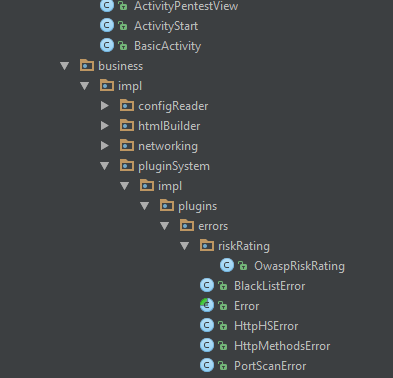 ActivityPentestView
ActivityStart
BasicActivity
business
impl
configReader
htmlBuilder
networking
pluginSystem
impl
plugins
errors
riskRating
OwaspRiskRating
BlackListError
Error
HttpHSError
HttpMethodsError
PortScanError